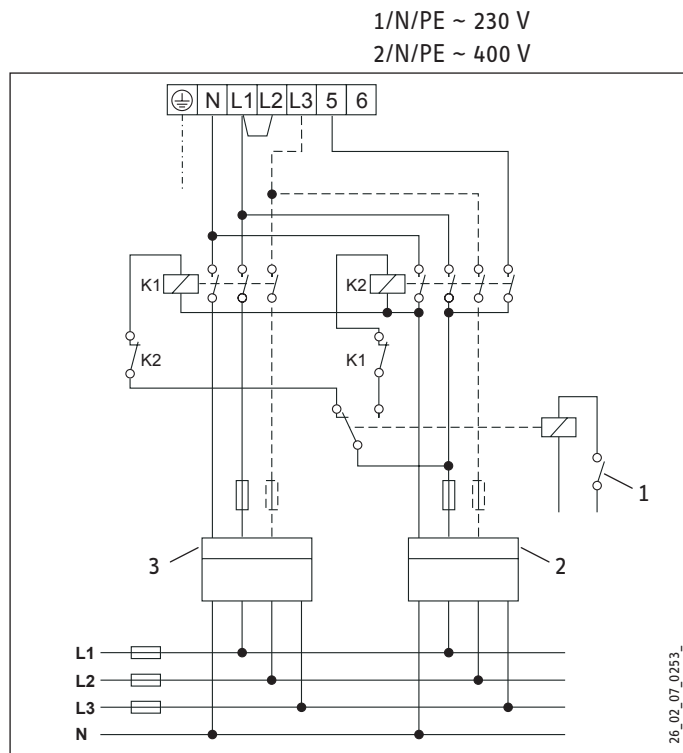 1/N/PE ~ 230 V
2/N/PE ~ 400 V
N L1 L2 L3 5 6
K1
K2
K2
K1
1
3
2
L1
L2
L3
N
26_02_07_0253_